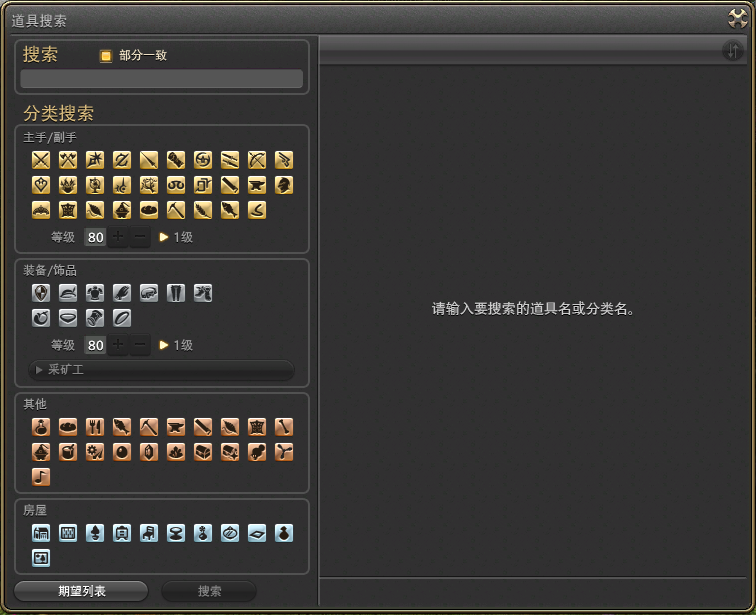 道具搜索
搜索
部分一致
分类搜索
主手/副手
等级 80 + - 1级
装备/饰品
等级 80 + - 1级
采矿工
其他
房屋
期望列表
搜索
请输入要搜索的道具名或分类名。